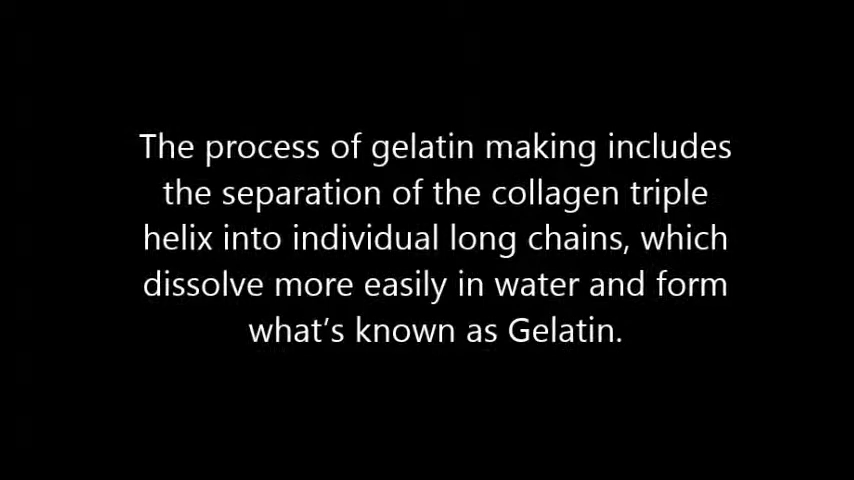 The process of gelatin making includes
the separation of the collagen triple
helix into individual long chains, which
dissolve more easily in water and form
what’s known as Gelatin.